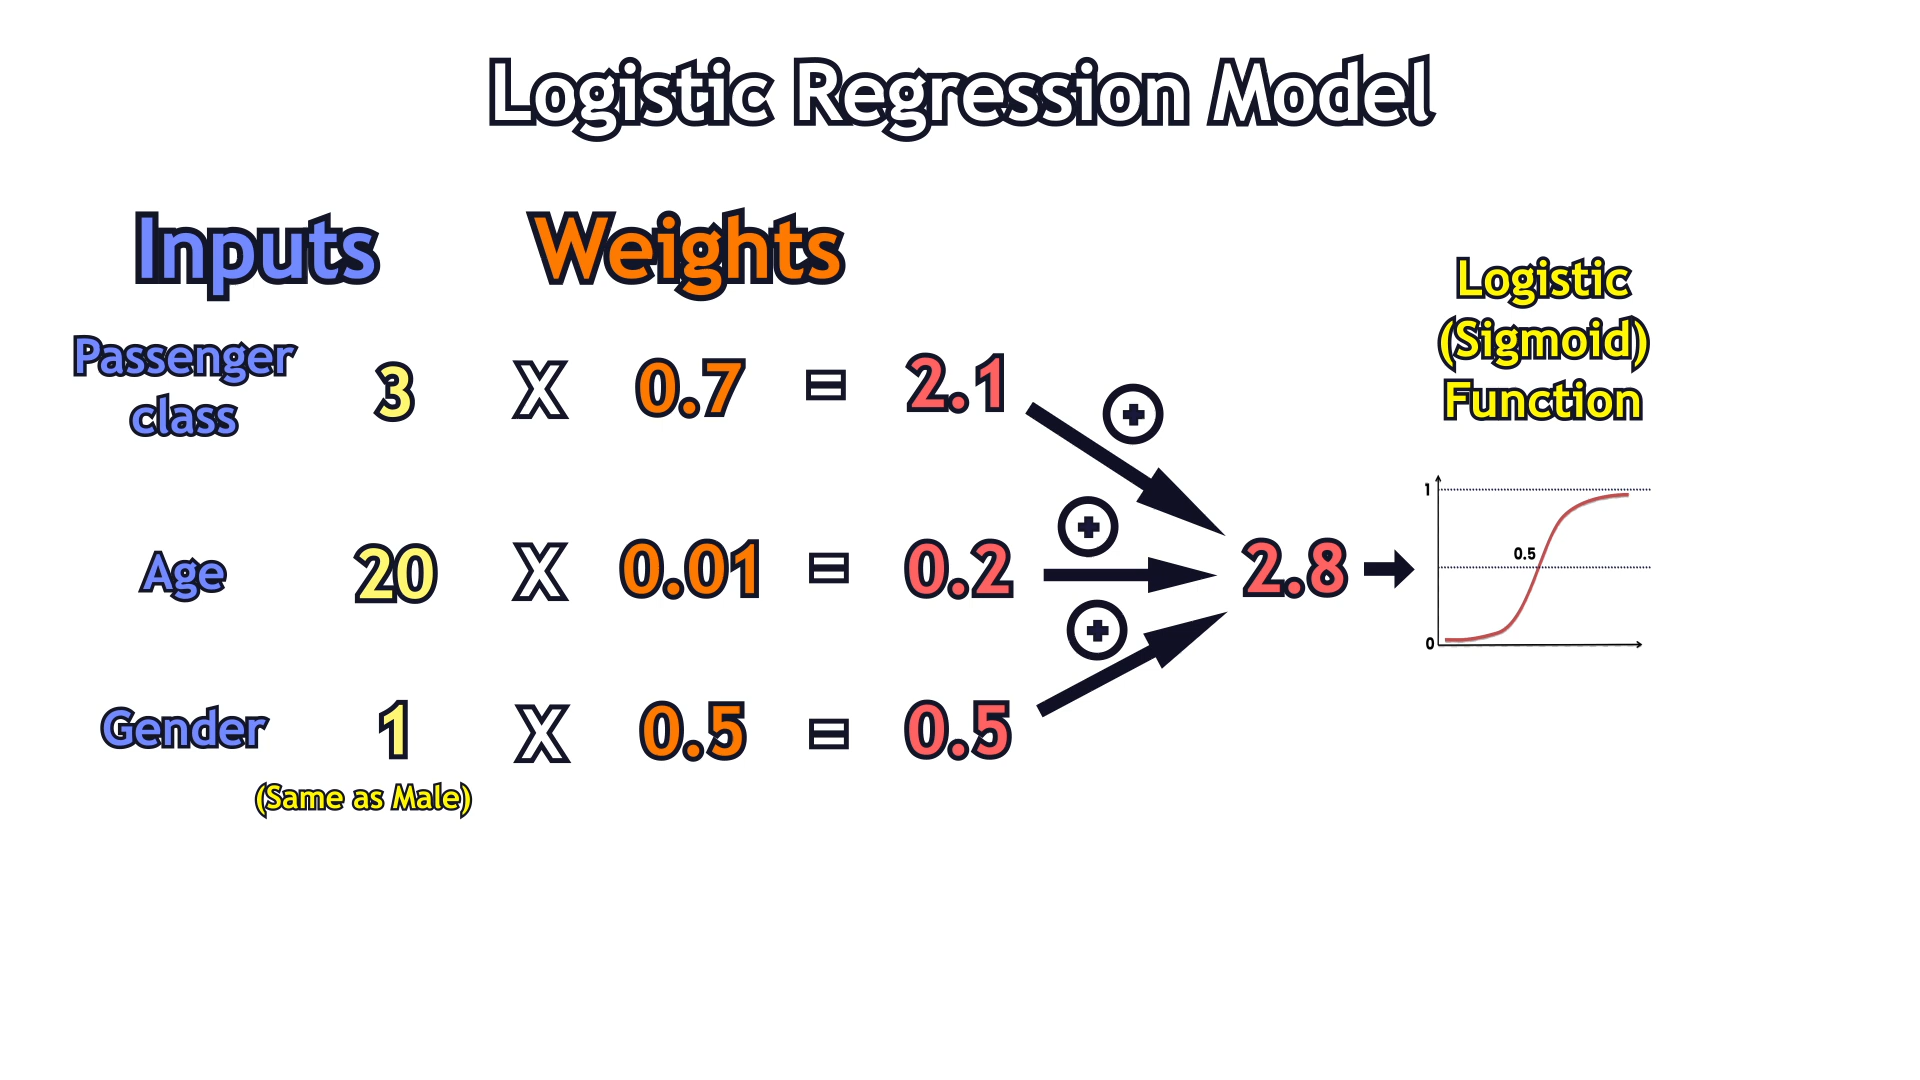 Logistic Regression Model
Inputs Weights
Logistic
(Sigmoid)
Function
Passenger
class
3 X 0.7 = 2.1
+
Age 20 X 0.01 = 0.2
+
2.8
+
Gender 1 X 0.5 = 0.5
(Same as Male)
1
0.5
0